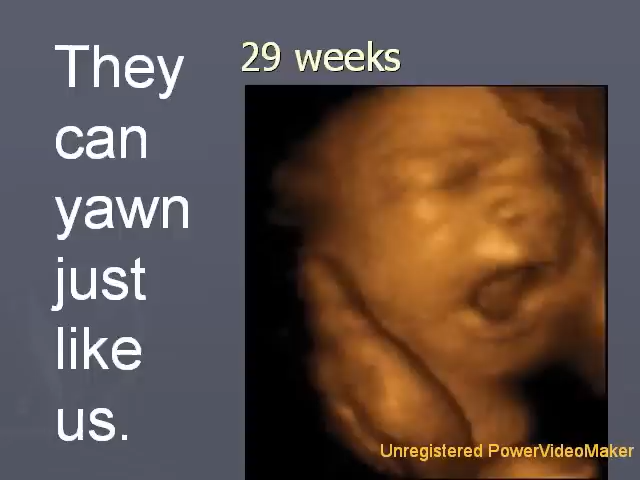 They
can
yawn
just
like
us.
29 weeks
Unregistered PowerVideoMaker